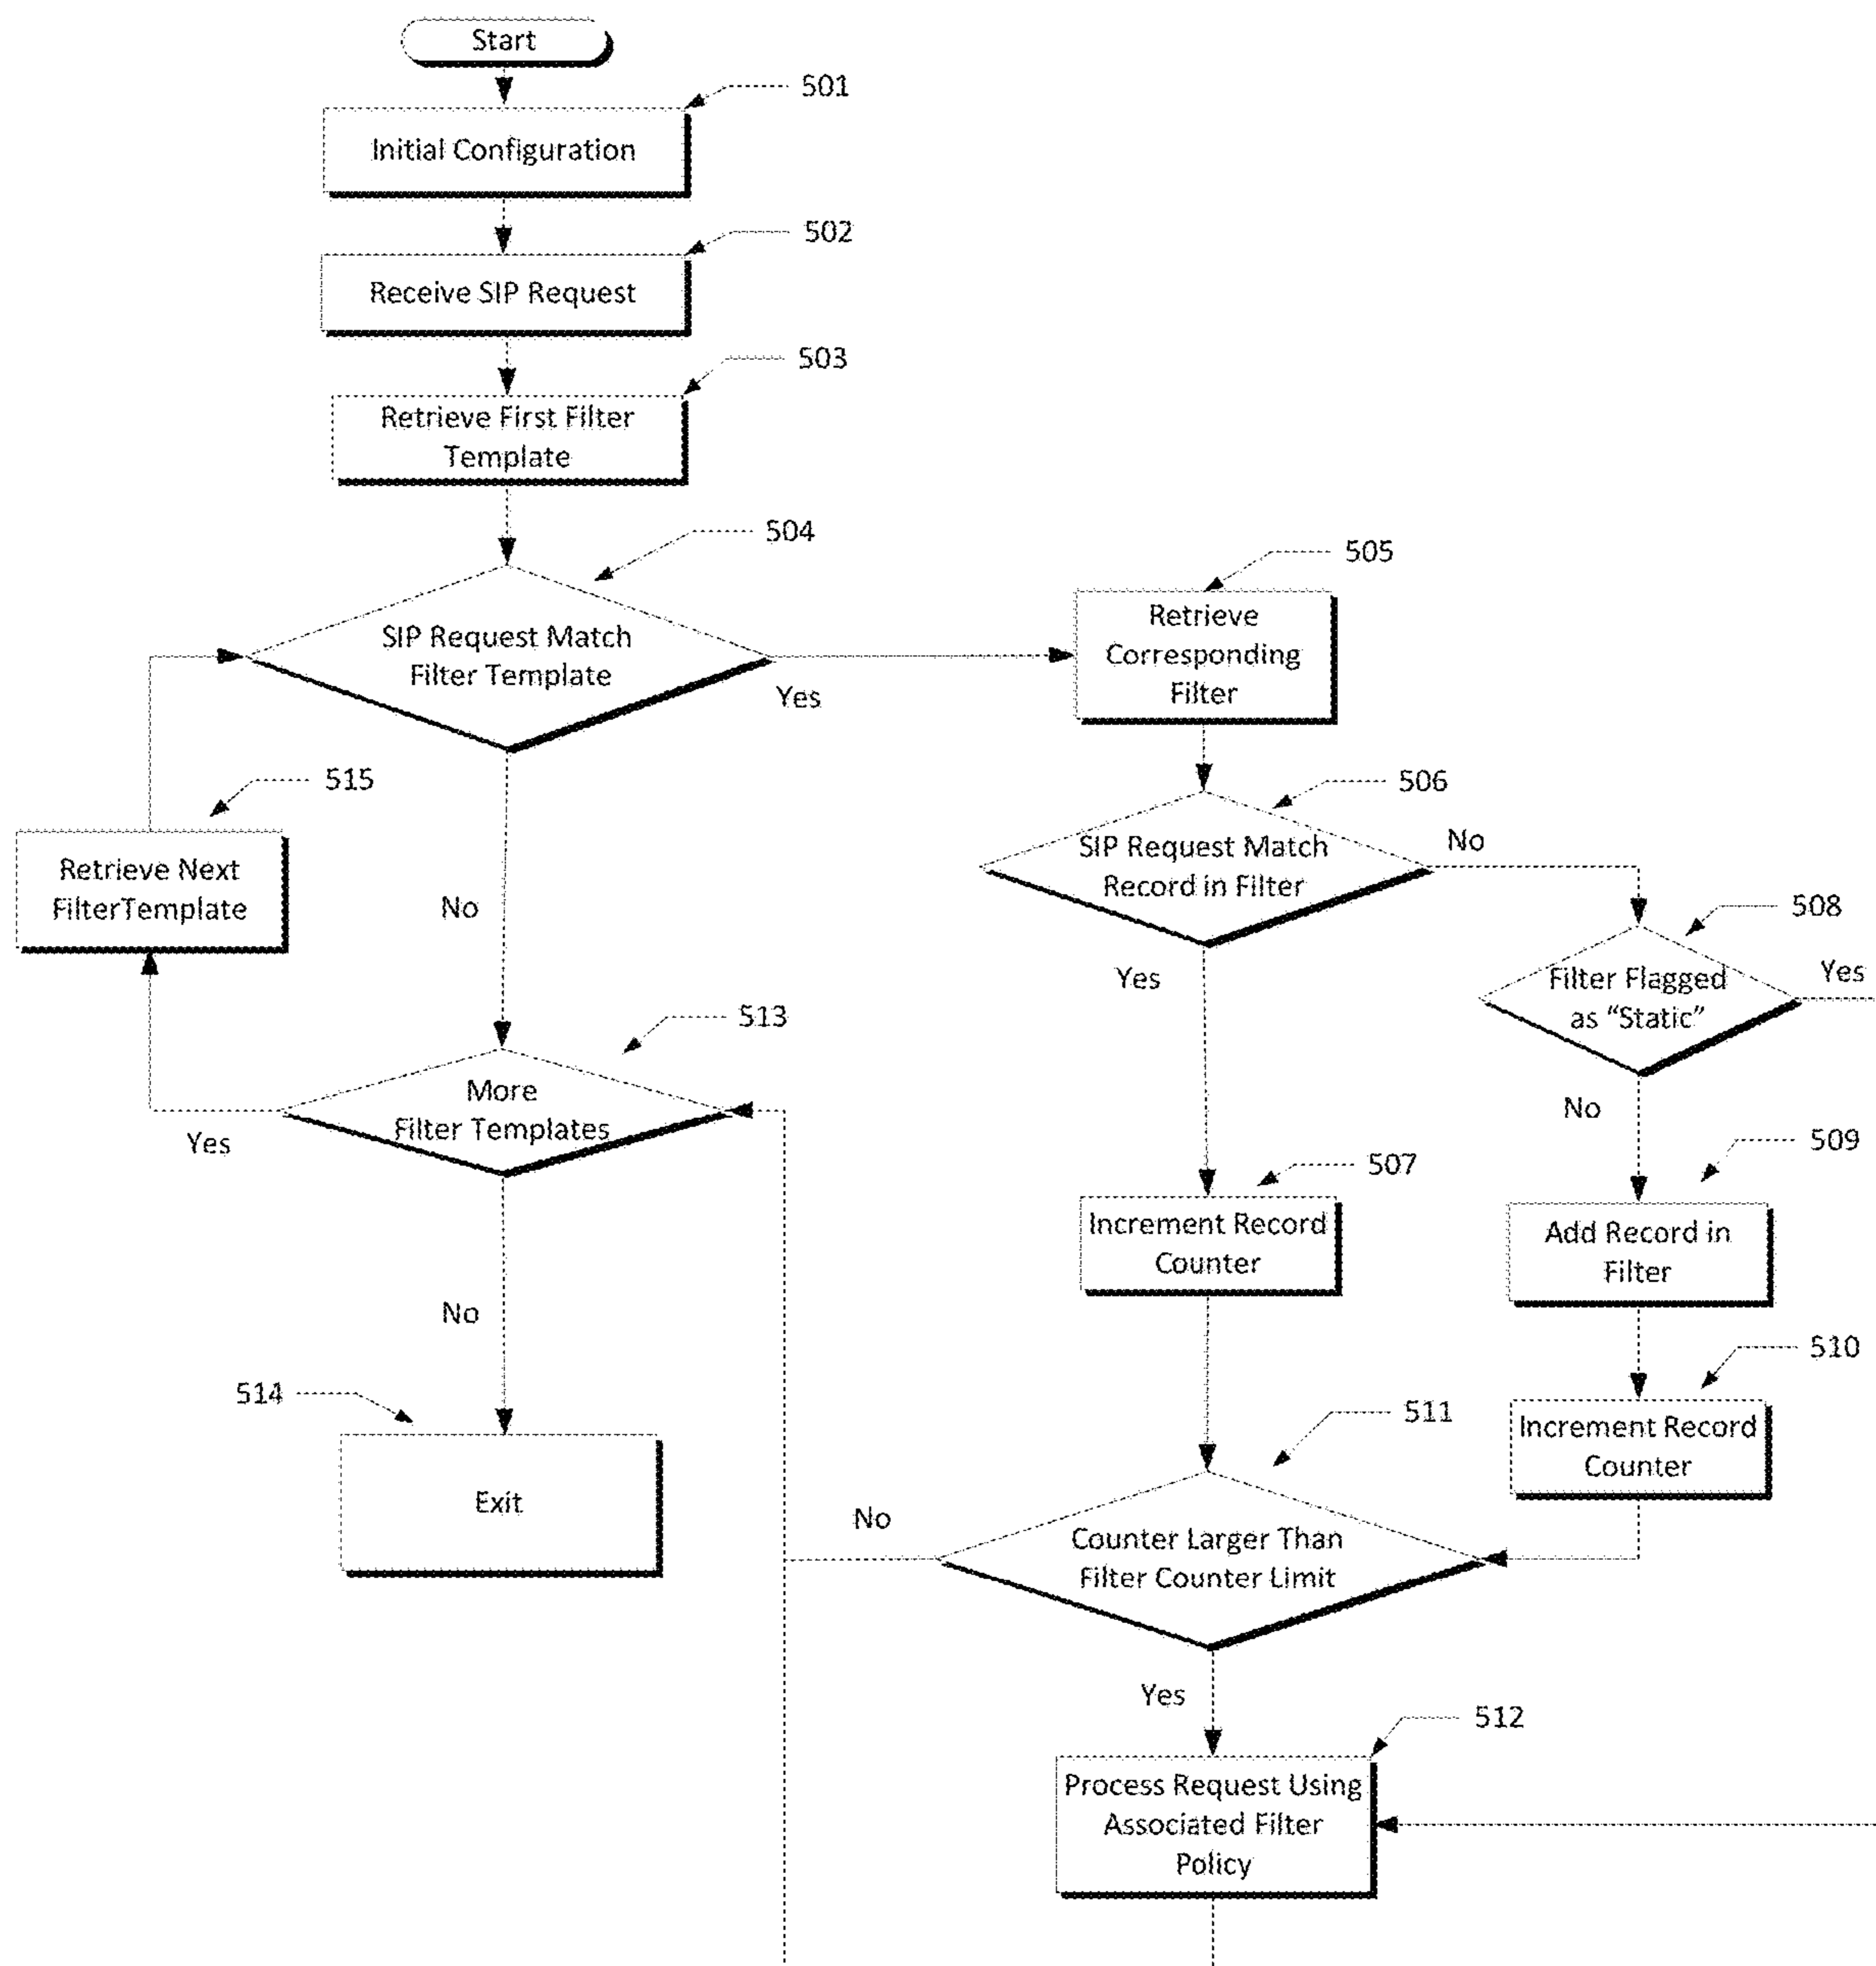 Start
501
Initial Configuration
502
Receive SIP Request
503
Retrieve First Filter
Template
504
SIP Request Match
Filter Template
Yes
505
Retrieve
Corresponding
Filter
515
Retrieve Next
FilterTemplate
No
506
SIP Request Match
Record in Filter
No
Yes
508
Filter Flagged
as “Static”
Yes
No
513
More
Filter Templates
Yes
No
507
Increment Record
Counter
509
Add Record in
Filter
510
Increment Record
Counter
514
Exit
511
Counter Larger Than
Filter Counter Limit
No
Yes
512
Process Request Using
Associated Filter
Policy